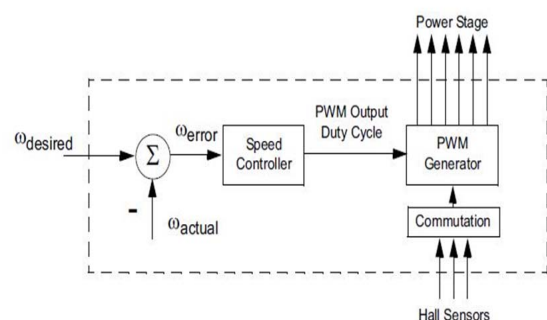 Power Stage
ωdesired
Σ
ωerror
Speed
Controller
PWM Output
Duty Cycle
PWM
Generator
-
ωactual
Commutation
Hall Sensors